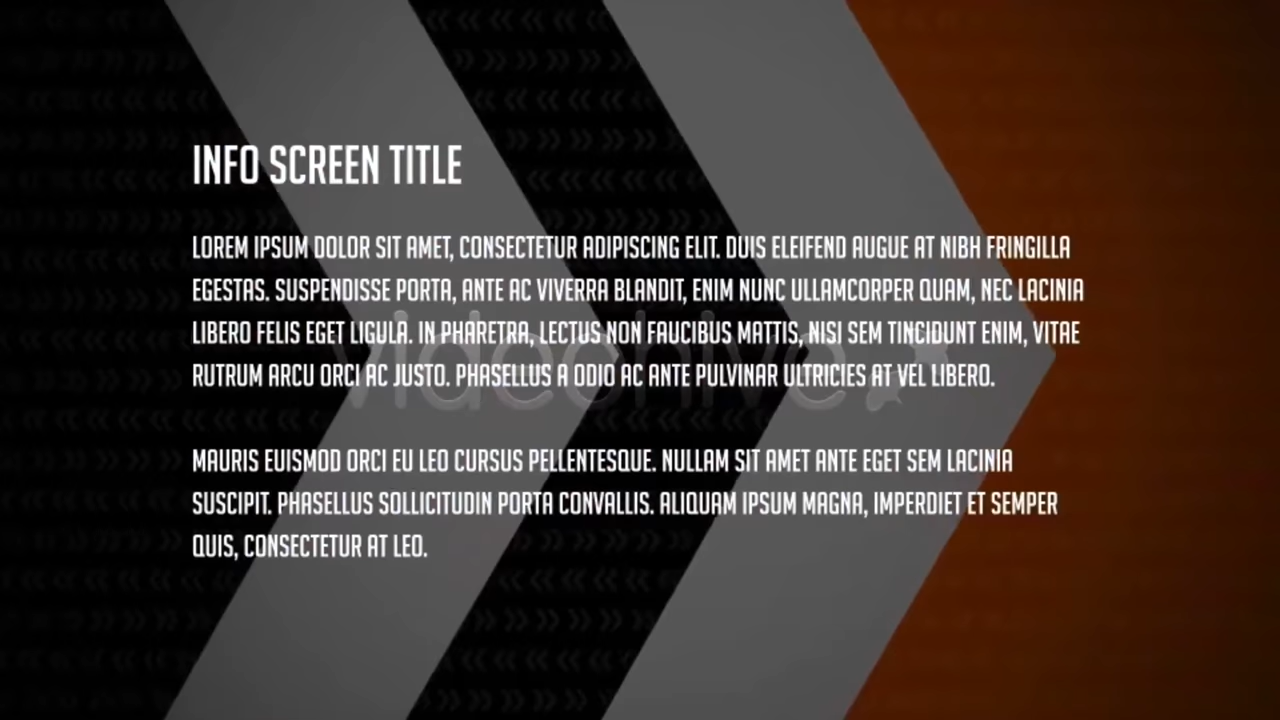 INFO SCREEN TITLE
LOREM IPSUM DOLOR SIT AMET, CONSECTETUR ADIPISCING ELIT. DUIS ELEIFEND AUGUE AT NIBH FRINGILLA
EGESTAS. SUSPENDISSE PORTA, ANTE AC VIVERRA BLANDIT, ENIM NUNC ULLAMCORPER QUAM, NEC LACINIA
LIBERO FELIS EGET LIGULA. IN PHARETRA, LECTUS NON FAUCIBUS MATTIS, NISI SEM TINCIDUNT ENIM, VITAE
videohive
RUTRUM ARCU ORCI AC JUSTO. PHASELLUS A ODIO AC ANTE PULVINAR ULTRICIES AT VEL LIBERO.
MAURIS EUISMOD ORCI EU LEO CURSUS PELLENTESQUE. NULLAM SIT AMET ANTE EGET SEM LACINIA
SUSCIPIT. PHASELLUS SOLLICITUDIN PORTA CONVALLIS. ALIQUAM IPSUM MAGNA, IMPERDIET ET SEMPER
QUIS, CONSECTETUR AT LEO.